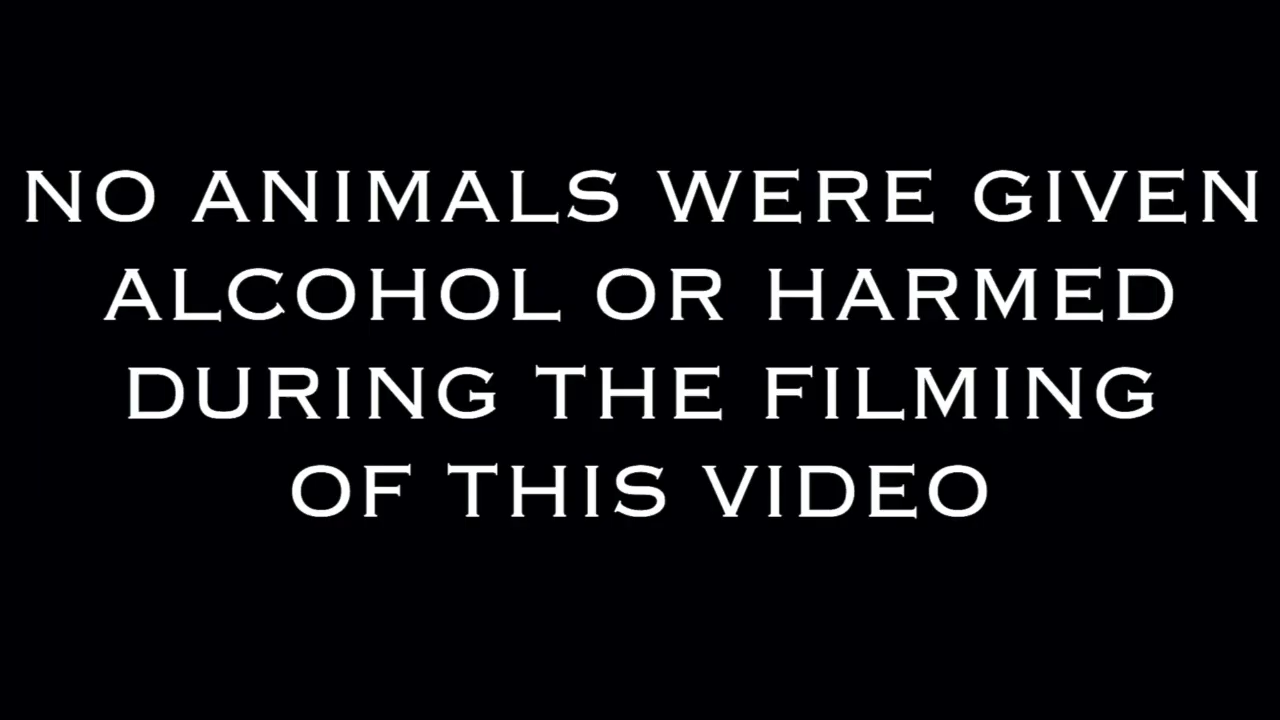 NO ANIMALS WERE GIVEN
ALCOHOL OR HARMED
DURING THE FILMING
OF THIS VIDEO